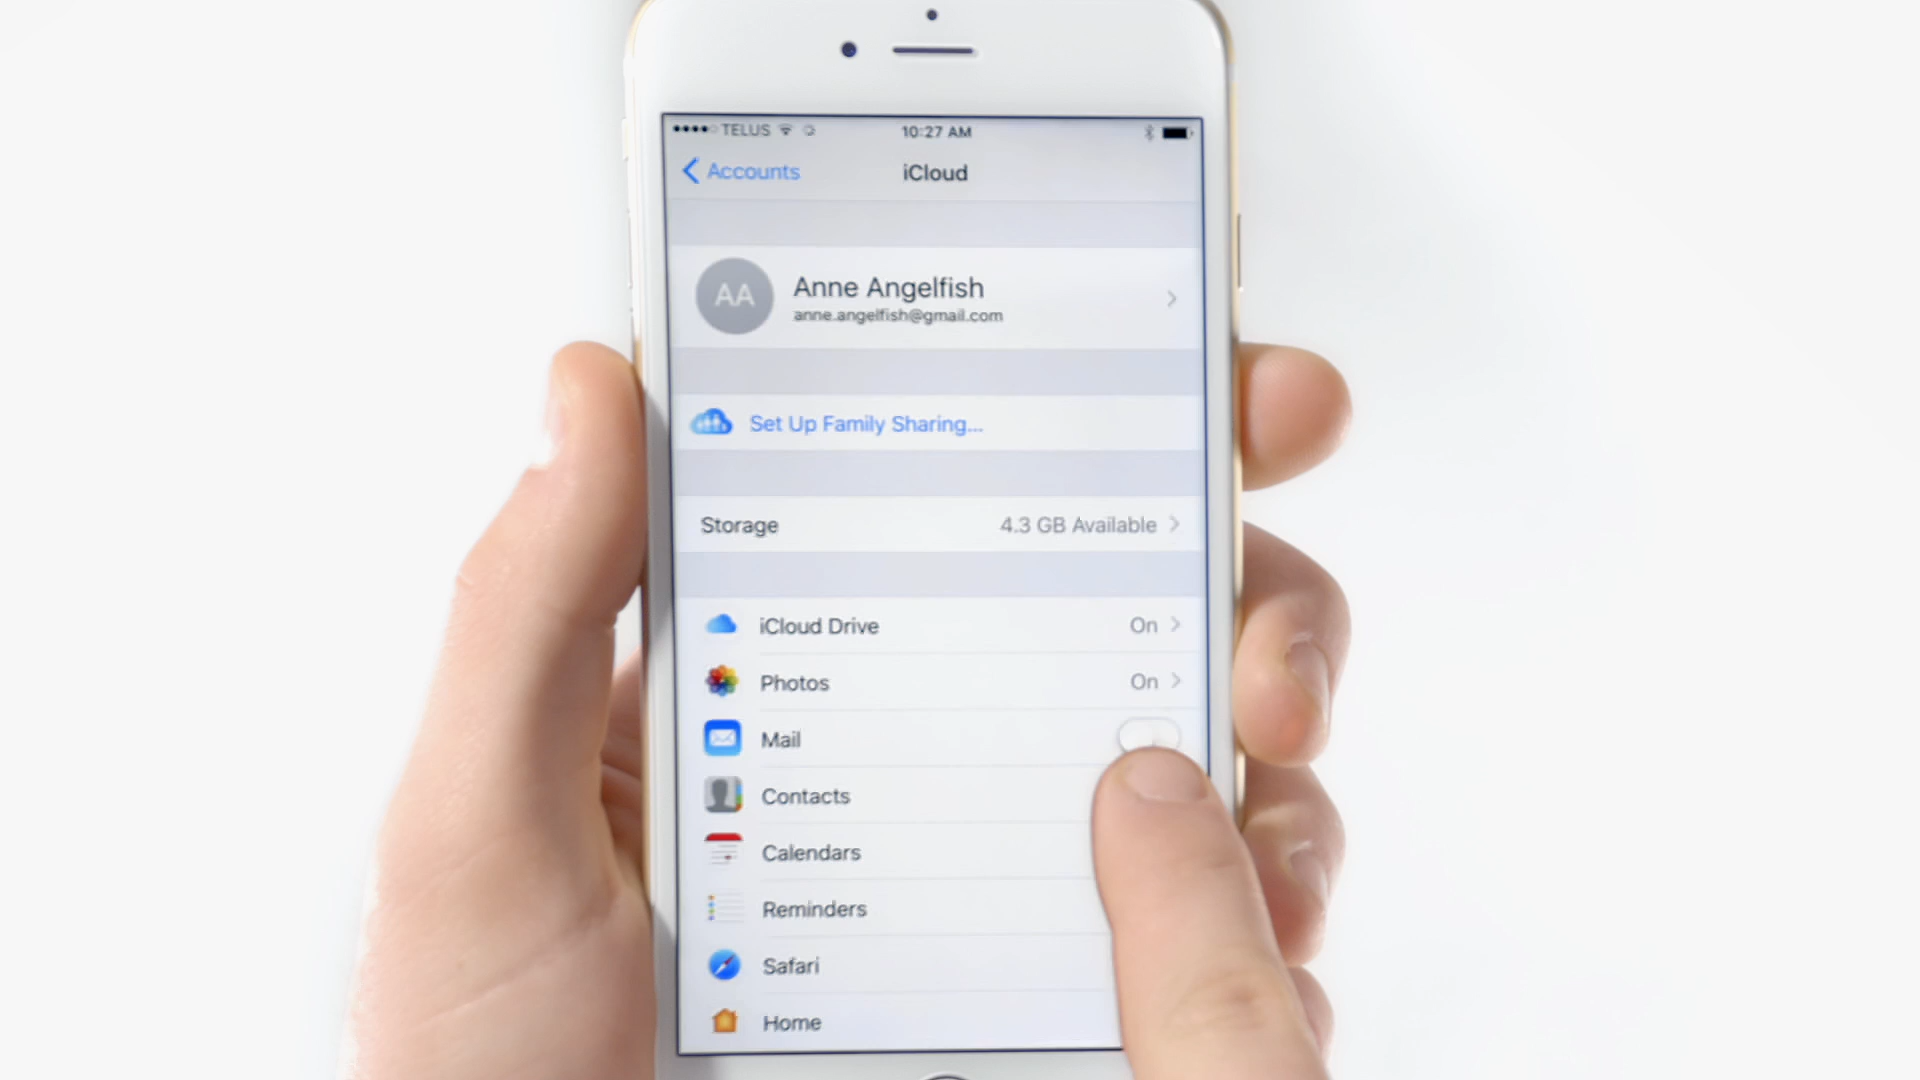 TELUS 10:27 AM
Accounts iCloud
AA Anne Angelfish
anne.angelfish@gmail.com
Set Up Family Sharing...
Storage 4.3 GB Available
iCloud Drive On
Photos On
Mail
Contacts
Calendars
Reminders
Safari
Home